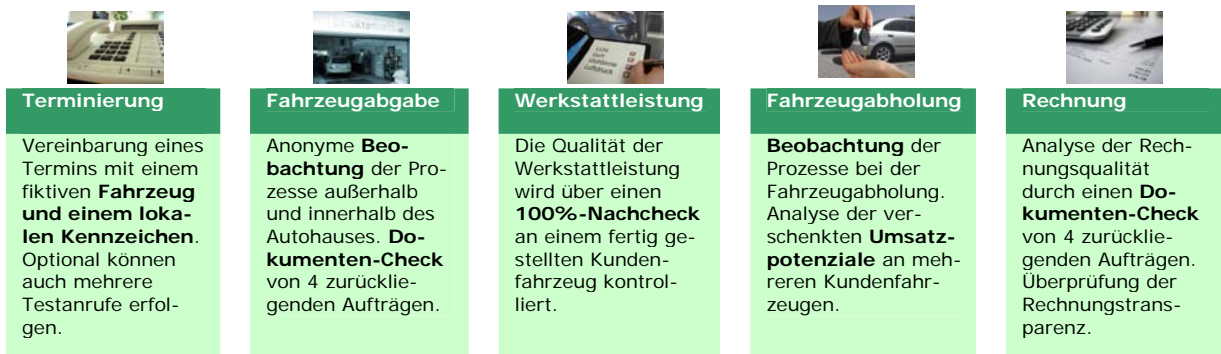 Terminierung
Vereinbarung eines
Termins mit einem
fiktiven Fahrzeug
und einem loka-
len Kennzeichen.
Optional können
auch mehrere
Testanrufe erfol-
gen.
Fahrzeugabgabe
Anonyme Beo-
bachtung der Pro-
zesse außerhalb
und innerhalb des
Autohauses. Do-
kumenten-Check
von 4 zurücklie-
genden Aufträgen.
Werkstattleistung
Die Qualität der
Werkstattleistung
wird über einen
100%-Nachcheck
an einem fertig ge-
stellten Kunden-
fahrzeug kontrol-
liert.
Fahrzeugabholung
Beobachtung der
Prozesse bei der
Fahrzeugabholung.
Analyse der ver-
schenkten Umsatz-
potenziale an meh-
reren Kundenfahr-
zeugen.
Rechnung
Analyse der Rech-
nungsqualität
durch einen Do-
kumenten-Check
von 4 zurücklie-
genden Aufträgen.
Überprüfung der
Rechnungstrans-
parenz.